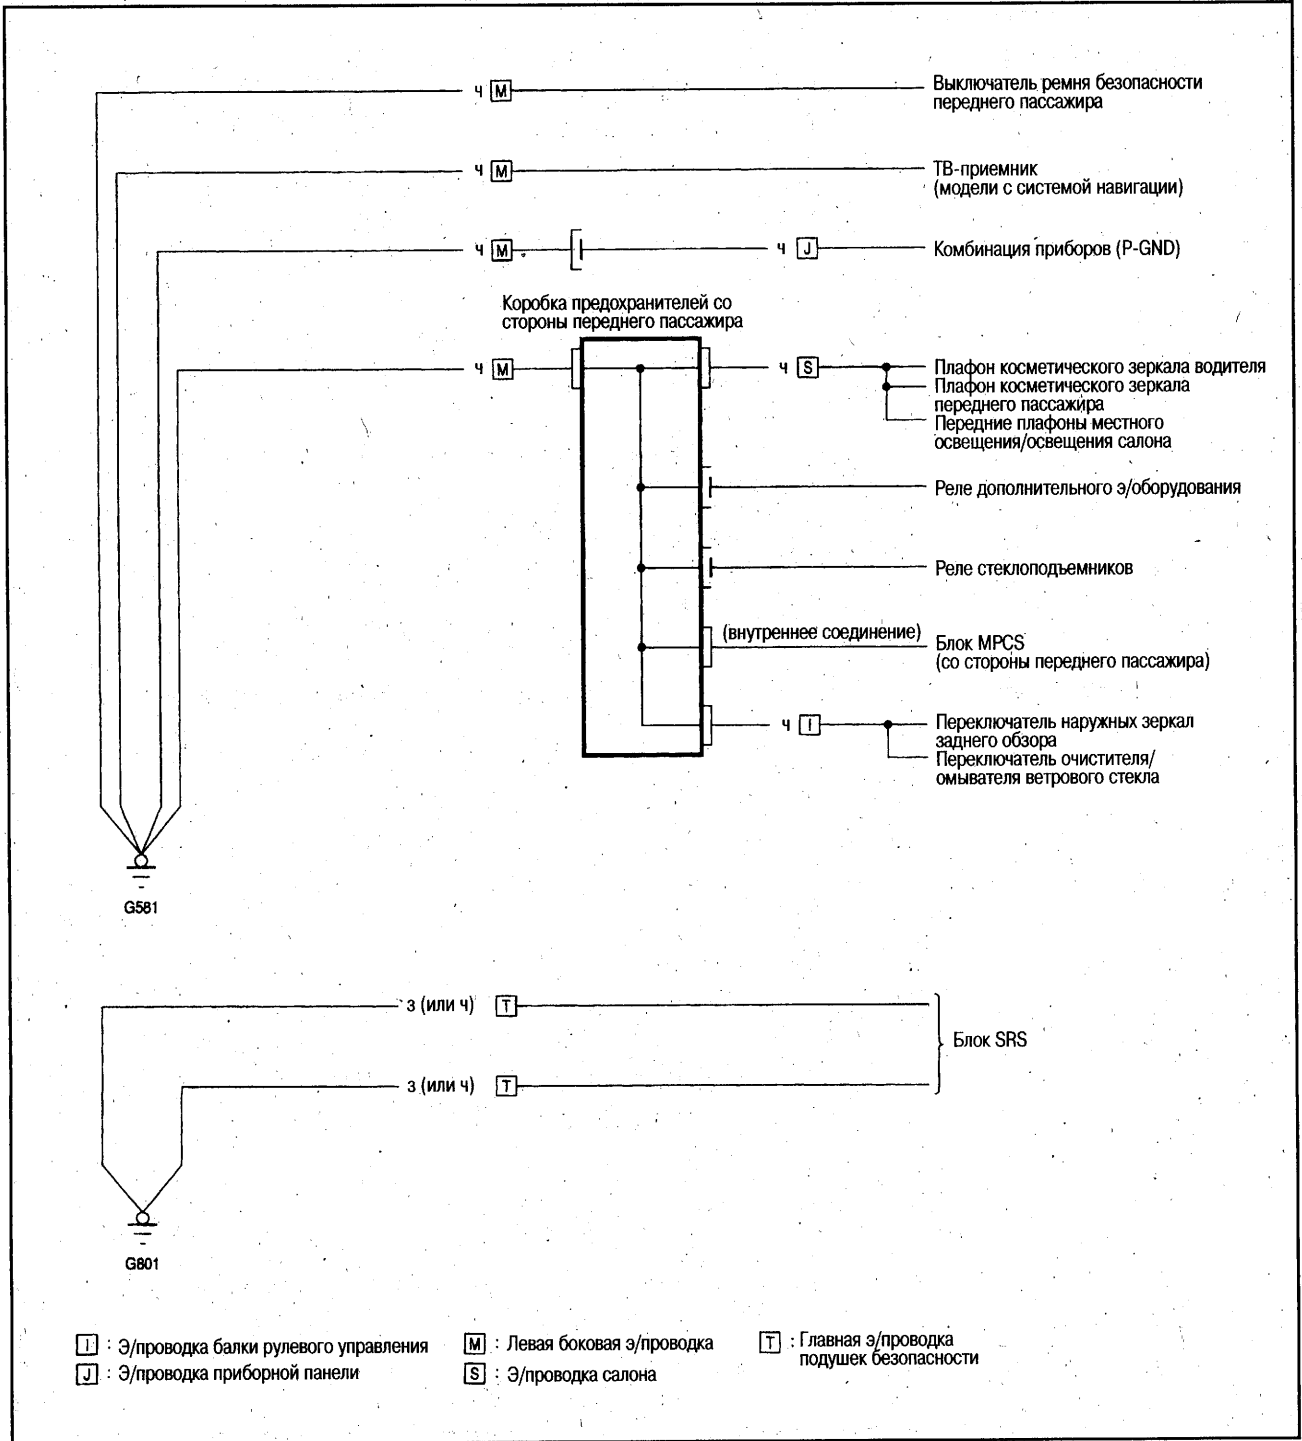 ч M Выключатель ремня безопасности
переднего пассажира
ч M ТВ-приемник
(модели с системой навигации)
ч M ч J Комбинация приборов (P-GND)
Коробка предохранителей со
стороны переднего пассажира
ч M ч S Плафон косметического зеркала водителя
Плафон косметического зеркала
переднего пассажира
Передние плафоны местного
освещения/освещения салона
Реле дополнительного э/оборудования
Реле стеклоподъемников
(внутреннее соединение)
Блок MPCS
(со стороны переднего пассажира)
ч I Переключатель наружных зеркал
заднего обзора
Переключатель очистителя/
омывателя ветрового стекла
G581
з (или ч) T
Блок SRS
з (или ч) T
G801
I : Э/проводка балки рулевого управления
J : Э/проводка приборной панели
M : Левая боковая э/проводка
S : Э/проводка салона
T : Главная э/проводка
подушек безопасности